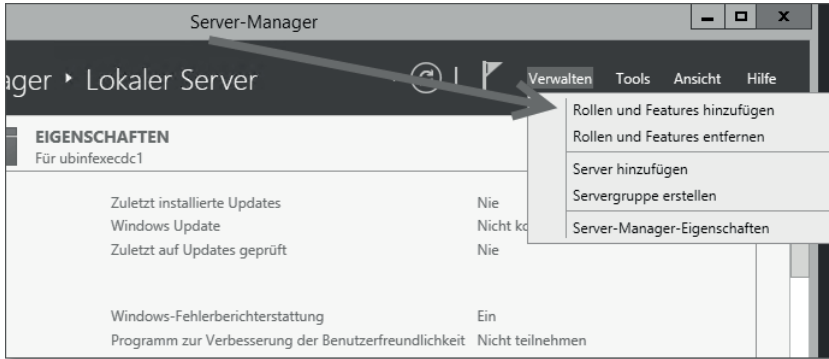 Server-Manager
ager ‣ Lokaler Server
Verwalten Tools Ansicht Hilfe
Rollen und Features hinzufügen
Rollen und Features entfernen
Server hinzufügen
Servergruppe erstellen
Server-Manager-Eigenschaften
EIGENSCHAFTEN
Für ubinfexecdc1
Zuletzt installierte Updates Nie
Windows Update Nicht ko
Zuletzt auf Updates geprüft Nie
Windows-Fehlerberichterstattung Ein
Programm zur Verbesserung der Benutzerfreundlichkeit Nicht teilnehmen